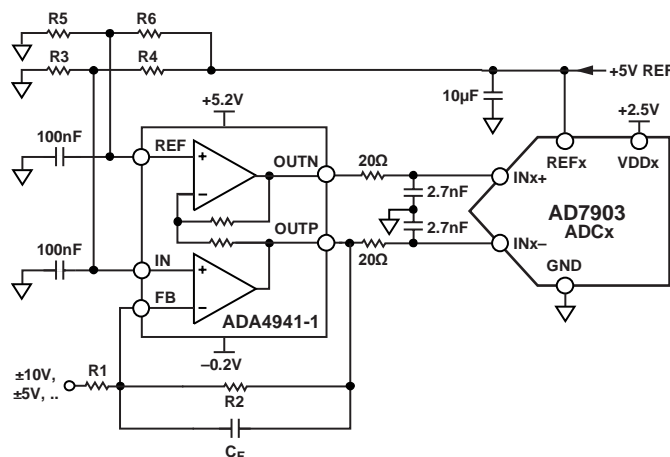 R5
R6
R3
R4
+5V REF
10µF
+5.2V
+2.5V
100nF
REF
OUTN
20Ω
REFx
VDDx
INx+
2.7nF
AD7903
ADCx
OUTP
2.7nF
100nF
IN
20Ω
INx–
FB
GND
ADA4941-1
–0.2V
±10V,
±5V, ..
R1
R2
CF